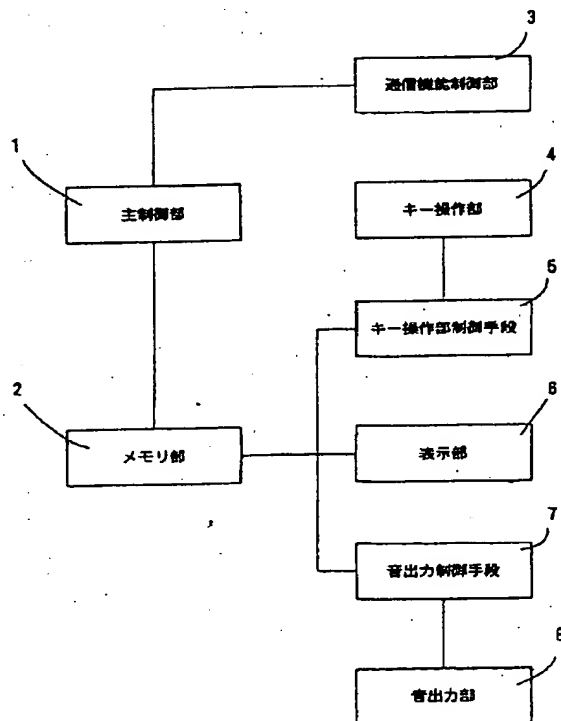 3
通信機能制御部
1
主制御部
4
キー操作部
5
キー操作部制御手段
2
メモリ部
6
表示部
7
音出力制御手段
8
音出力部